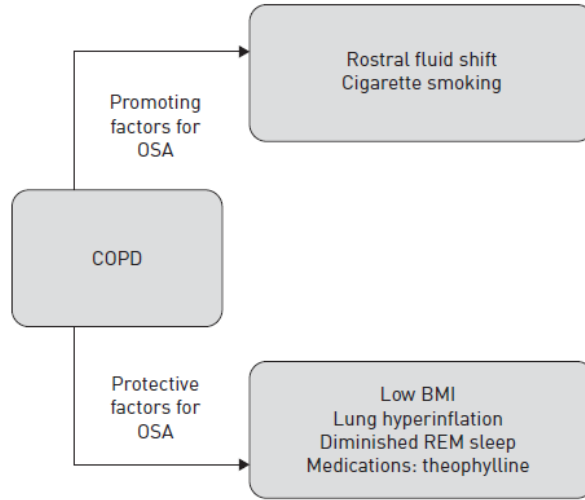 Rostral fluid shift
Cigarette smoking
Promoting
factors for
OSA
COPD
Protective
factors for
OSA
Low BMI
Lung hyperinflation
Diminished REM sleep
Medications: theophylline